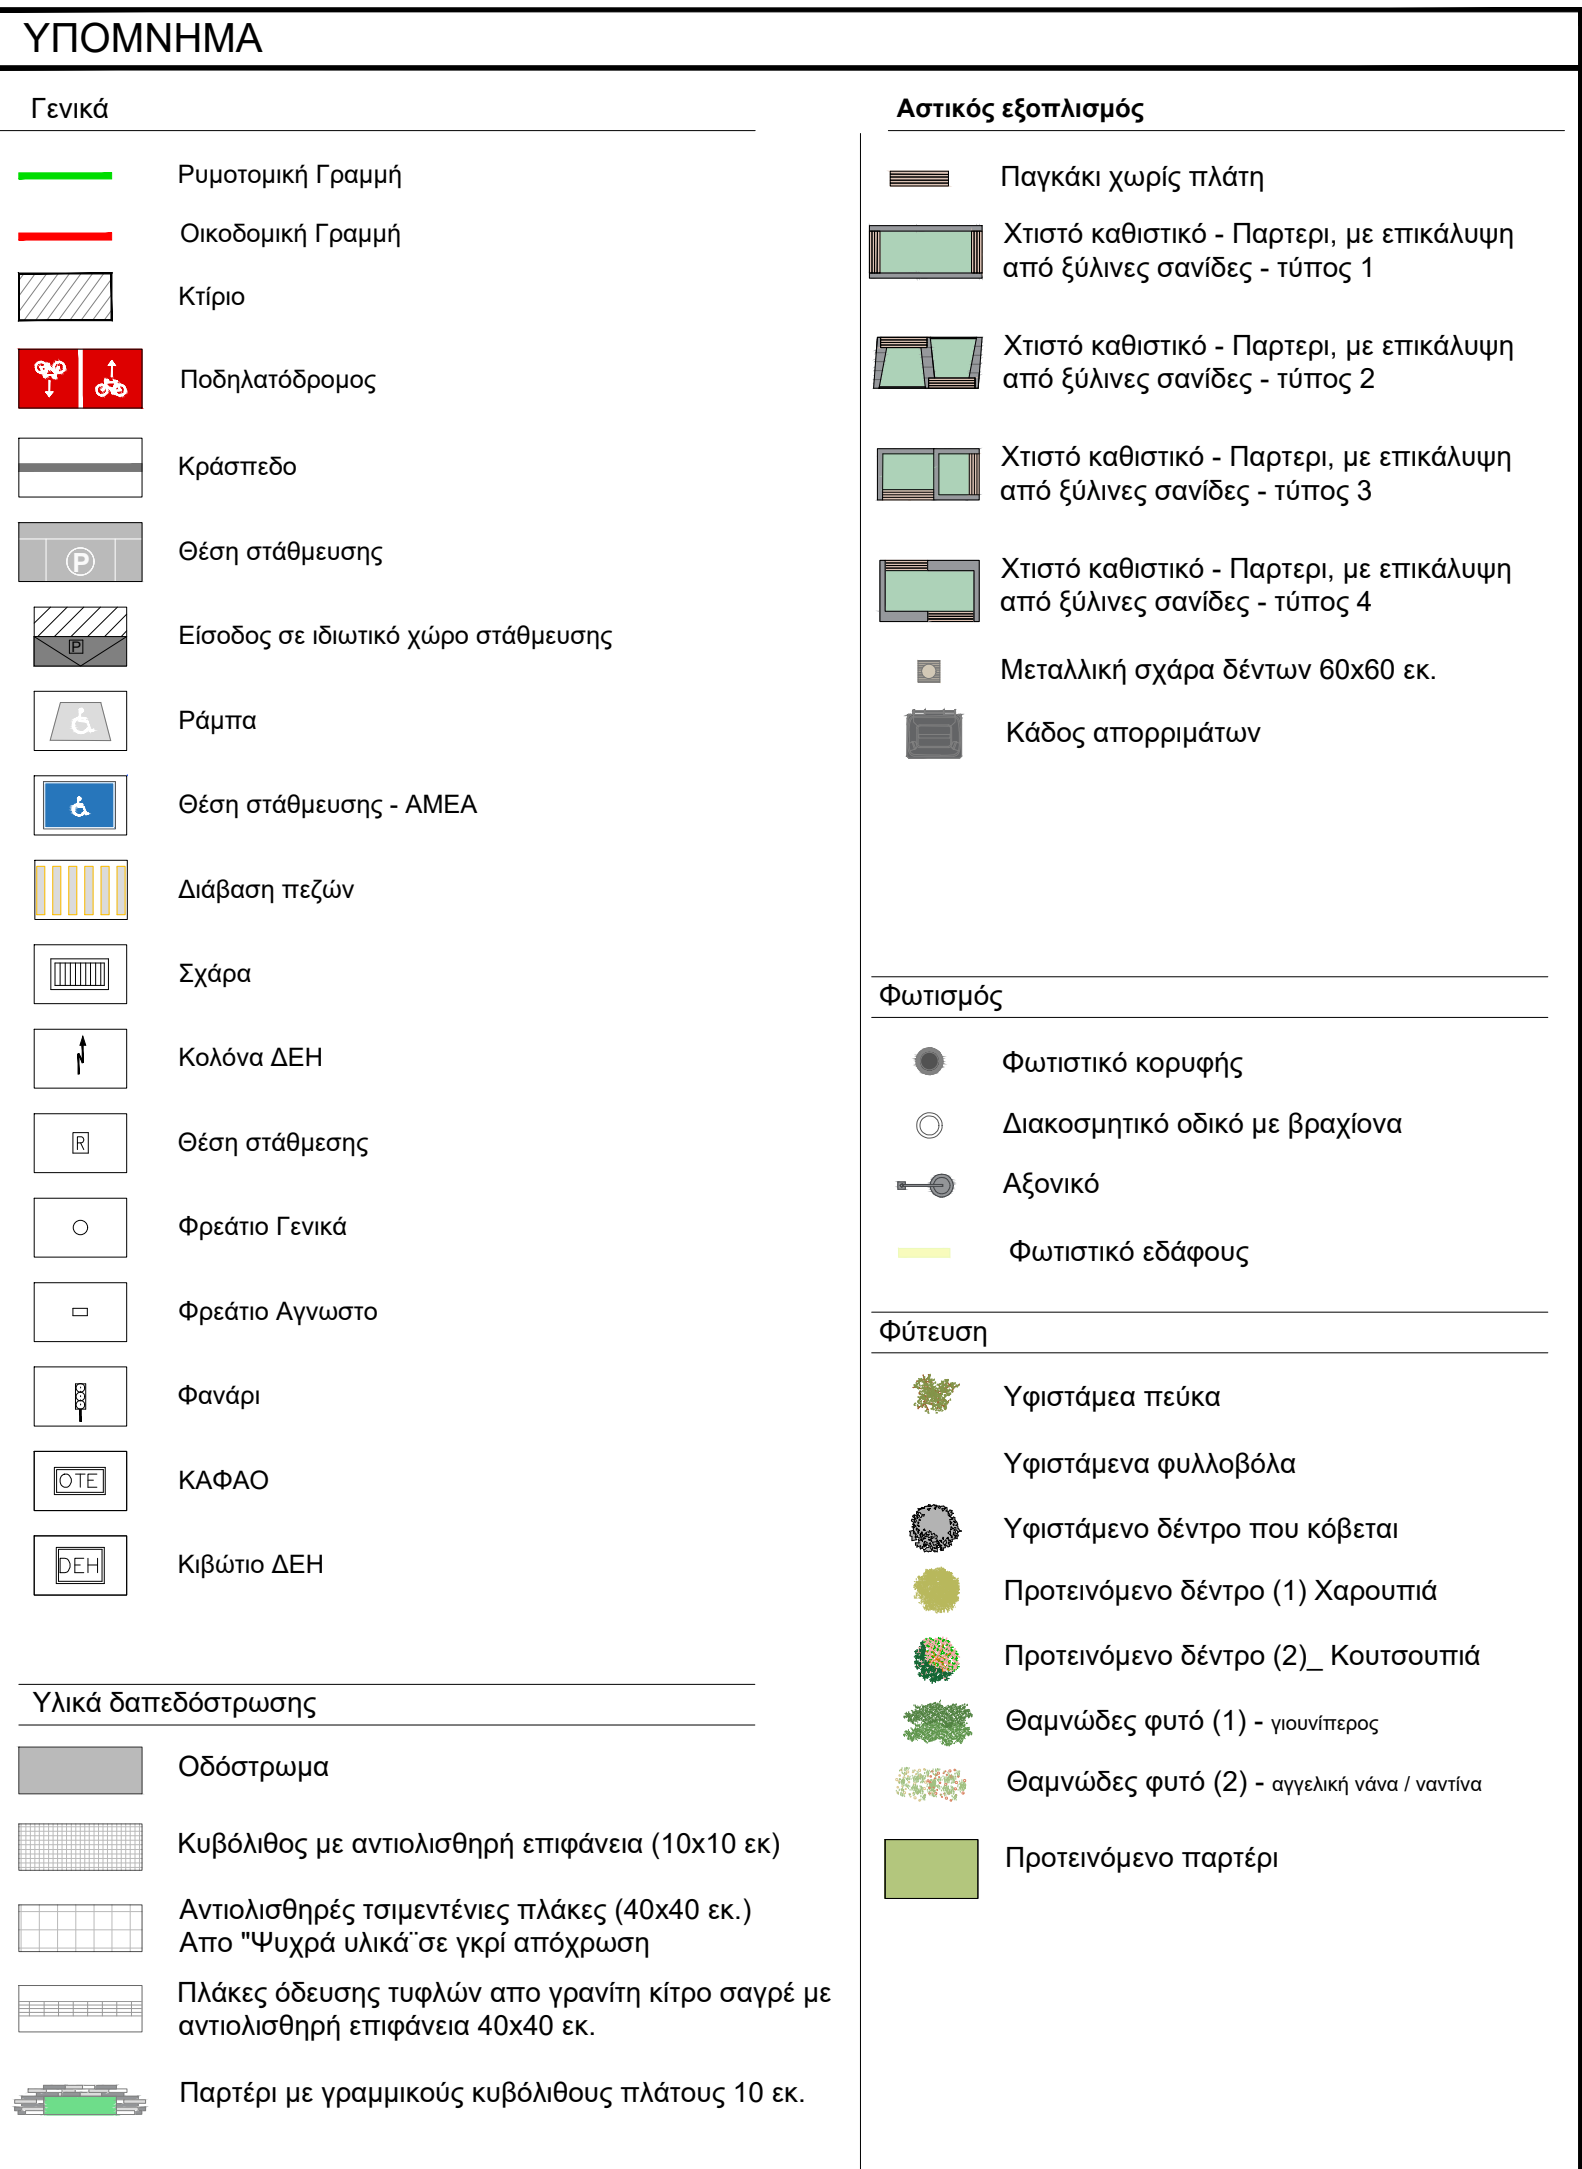 ΥΠΟΜΝΗΜΑ
Γενικά
Ρυμοτομική Γραμμή
Οικοδομική Γραμμή
Κτίριο
Ποδηλατόδρομος
Κράσπεδο
P
Θέση στάθμευσης
P
Είσοδος σε ιδιωτικό χώρο στάθμευσης
Ράμπα
Θέση στάθμευσης - ΑΜΕΑ
Διάβαση πεζών
Σχάρα
Κολόνα ΔΕΗ
R
Θέση στάθμεσης
Φρεάτιο Γενικά
Φρεάτιο Αγνωστο
Φανάρι
OTE
ΚΑΦΑΟ
DEH
Κιβώτιο ΔΕΗ
Υλικά δαπεδόστρωσης
Οδόστρωμα
Κυβόλιθος με αντιολισθηρή επιφάνεια (10x10 εκ)
Αντιολισθηρές τσιμεντένιες πλάκες (40x40 εκ.)
Απο "Ψυχρά υλικά¨σε γκρί απόχρωση
Πλάκες όδευσης τυφλών απο γρανίτη κίτρο σαγρέ με
αντιολισθηρή επιφάνεια 40x40 εκ.
Παρτέρι με γραμμικούς κυβόλιθους πλάτους 10 εκ.
Αστικός εξοπλισμός
Παγκάκι χωρίς πλάτη
Χτιστό καθιστικό - Παρτερι, με επικάλυψη
από ξύλινες σανίδες - τύπος 1
Χτιστό καθιστικό - Παρτερι, με επικάλυψη
από ξύλινες σανίδες - τύπος 2
Χτιστό καθιστικό - Παρτερι, με επικάλυψη
από ξύλινες σανίδες - τύπος 3
Χτιστό καθιστικό - Παρτερι, με επικάλυψη
από ξύλινες σανίδες - τύπος 4
Μεταλλική σχάρα δέντων 60x60 εκ.
Κάδος απορριμάτων
Φωτισμός
Φωτιστικό κορυφής
Διακοσμητικό οδικό με βραχίονα
Αξονικό
Φωτιστικό εδάφους
Φύτευση
Υφιστάμεα πεύκα
Υφιστάμενα φυλλοβόλα
Υφιστάμενο δέντρο που κόβεται
Προτεινόμενο δέντρο (1) Χαρουπιά
Προτεινόμενο δέντρο (2)_ Κουτσουπιά
Θαμνώδες φυτό (1) - γιουνίπερος
Θαμνώδες φυτό (2) - αγγελική νάνα / ναντίνα
Προτεινόμενο παρτέρι